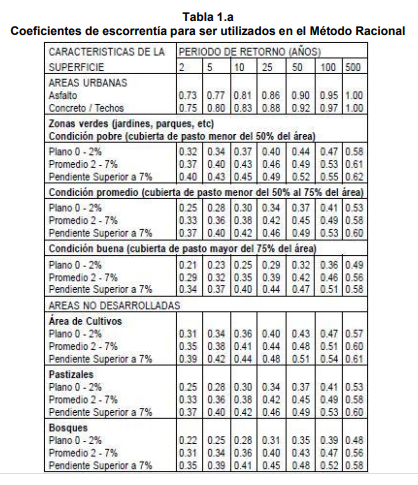 Tabla 1.a
Coeficientes de escorrentía para ser utilizados en el Método Racional
CARACTERISTICAS DE LA SUPERFICIE PERIODO DE RETORNO (AÑOS)
2 5 10 25 50 100 500
AREAS URBANAS
Asfalto 0.73 0.77 0.81 0.86 0.90 0.95 1.00
Concreto / Techos 0.75 0.80 0.83 0.88 0.92 0.97 1.00
Zonas verdes (jardines, parques, etc)
Condición pobre (cubierta de pasto menor del 50% del área)
Plano 0 - 2% 0.32 0.34 0.37 0.40 0.44 0.47 0.58
Promedio 2 - 7% 0.37 0.40 0.43 0.46 0.49 0.53 0.61
Pendiente Superior a 7% 0.40 0.43 0.45 0.49 0.52 0.55 0.62
Condición promedio (cubierta de pasto menor del 50% al 75% del área)
Plano 0 - 2% 0.25 0.28 0.30 0.34 0.37 0.41 0.53
Promedio 2 - 7% 0.33 0.36 0.38 0.42 0.45 0.49 0.58
Pendiente Superior a 7% 0.37 0.40 0.42 0.46 0.49 0.53 0.60
Condición buena (cubierta de pasto mayor del 75% del área)
Plano 0 - 2% 0.21 0.23 0.25 0.29 0.32 0.36 0.49
Promedio 2 - 7% 0.29 0.32 0.35 0.39 0.42 0.46 0.56
Pendiente Superior a 7% 0.34 0.37 0.40 0.44 0.47 0.51 0.58
AREAS NO DESARROLLADAS
Área de Cultivos
Plano 0 - 2% 0.31 0.34 0.36 0.40 0.43 0.47 0.57
Promedio 2 - 7% 0.35 0.38 0.41 0.44 0.48 0.51 0.60
Pendiente Superior a 7% 0.39 0.42 0.44 0.48 0.51 0.54 0.61
Pastizales
Plano 0 - 2% 0.25 0.28 0.30 0.34 0.37 0.41 0.53
Promedio 2 - 7% 0.33 0.36 0.38 0.42 0.45 0.49 0.58
Pendiente Superior a 7% 0.37 0.40 0.42 0.46 0.49 0.53 0.60
Bosques
Plano 0 - 2% 0.22 0.25 0.28 0.31 0.35 0.39 0.48
Promedio 2 - 7% 0.31 0.34 0.36 0.40 0.43 0.47 0.56
Pendiente Superior a 7% 0.35 0.39 0.41 0.45 0.48 0.52 0.58